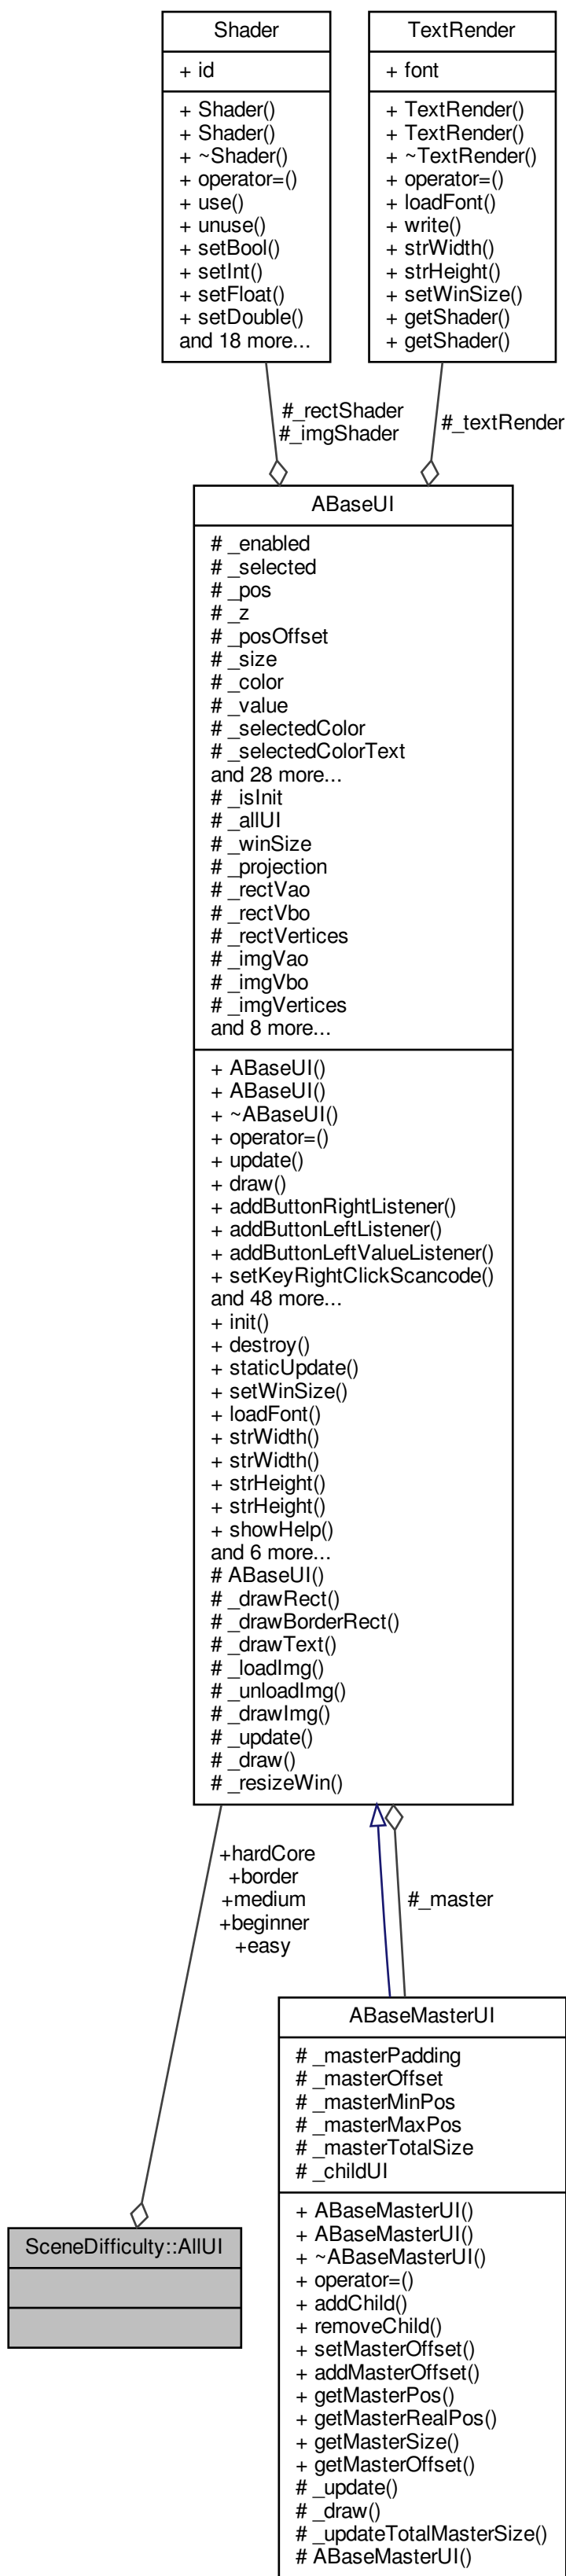 Shader
+ id
+ Shader()
+ Shader()
+ ~Shader()
+ operator=()
+ use()
+ unuse()
+ setBool()
+ setInt()
+ setFloat()
+ setDouble()
and 18 more...
TextRender
+ font
+ TextRender()
+ TextRender()
+ ~TextRender()
+ operator=()
+ loadFont()
+ write()
+ strWidth()
+ strHeight()
+ setWinSize()
+ getShader()
+ getShader()
#_rectShader
#_imgShader
#_textRender
ABaseUI
# _enabled
# _selected
# _pos
# _z
# _posOffset
# _size
# _color
# _value
# _selectedColor
# _selectedColorText
and 28 more...
# _isInit
# _allUI
# _winSize
# _projection
# _rectVao
# _rectVbo
# _rectVertices
# _imgVao
# _imgVbo
# _imgVertices
and 8 more...
+ ABaseUI()
+ ABaseUI()
+ ~ABaseUI()
+ operator=()
+ update()
+ draw()
+ addButtonRightListener()
+ addButtonLeftListener()
+ addButtonLeftValueListener()
+ setKeyRightClickScancode()
and 48 more...
+ init()
+ destroy()
+ staticUpdate()
+ setWinSize()
+ loadFont()
+ strWidth()
+ strWidth()
+ strHeight()
+ strHeight()
+ showHelp()
and 6 more...
# ABaseUI()
# _drawRect()
# _drawBorderRect()
# _drawText()
# _loadImg()
# _unloadImg()
# _drawImg()
# _update()
# _draw()
# _resizeWin()
+hardCore
+border
+medium
+beginner
+easy
#_master
ABaseMasterUI
# _masterPadding
# _masterOffset
# _masterMinPos
# _masterMaxPos
# _masterTotalSize
# _childUI
+ ABaseMasterUI()
+ ABaseMasterUI()
+ ~ABaseMasterUI()
+ operator=()
+ addChild()
+ removeChild()
+ setMasterOffset()
+ addMasterOffset()
+ getMasterPos()
+ getMasterRealPos()
+ getMasterSize()
+ getMasterOffset()
# _update()
# _draw()
# _updateTotalMasterSize()
# ABaseMasterUI()
SceneDifficulty::AllUI